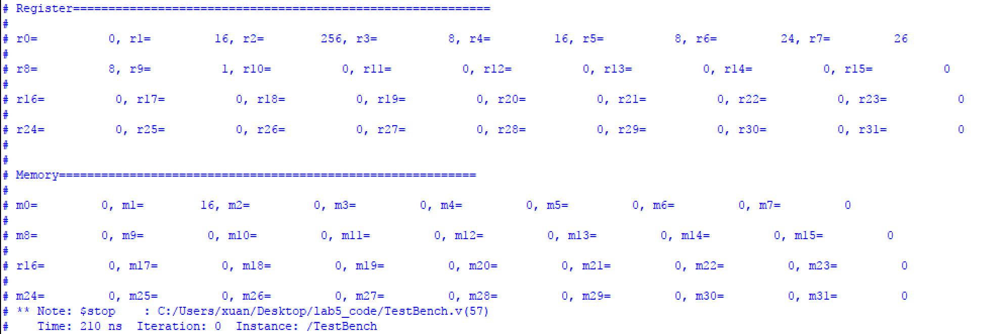 # Register===========================================================
#
# r0=          0, r1=         16, r2=        256, r3=          8, r4=         16, r5=          8, r6=         24, r7=         26
#
# r8=          8, r9=          1, r10=          0, r11=          0, r12=          0, r13=          0, r14=          0, r15=          0
#
# r16=          0, r17=          0, r18=          0, r19=          0, r20=          0, r21=          0, r22=          0, r23=          0
#
# r24=          0, r25=          0, r26=          0, r27=          0, r28=          0, r29=          0, r30=          0, r31=          0
#
#
# Memory===========================================================
#
# m0=         0, m1=        16, m2=         0, m3=         0, m4=         0, m5=         0, m6=         0, m7=         0
#
# m8=         0, m9=         0, m10=         0, m11=         0, m12=         0, m13=         0, m14=         0, m15=         0
#
# r16=         0, m17=         0, m18=         0, m19=         0, m20=         0, m21=         0, m22=         0, m23=         0
#
# m24=         0, m25=         0, m26=         0, m27=         0, m28=         0, m29=         0, m30=         0, m31=         0
# ** Note: $stop    : C:/Users/xuan/Desktop/lab5_code/TestBench.v(57)
#    Time: 210 ns  Iteration: 0  Instance: /TestBench